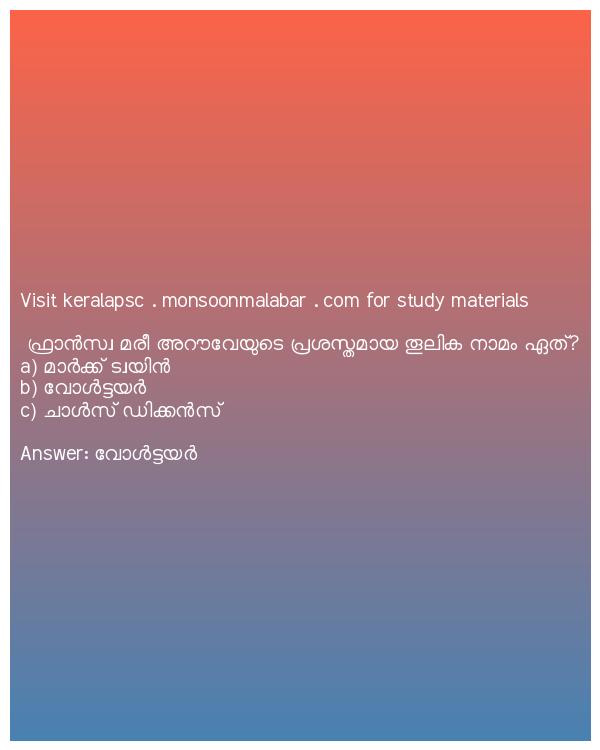 Visit keralapsc . monsoonmalabar . com for study materials
ഫ്രാൻസ്വ മരീ അറൗവേയുടെ പ്രശസ്തമായ തൂലിക നാമം ഏത്?
a) മാർക്ക് ട്വയിൻ
b) വോൾട്ടയർ
c) ചാൾസ് ഡിക്കൻസ്
Answer: വോൾട്ടയർ